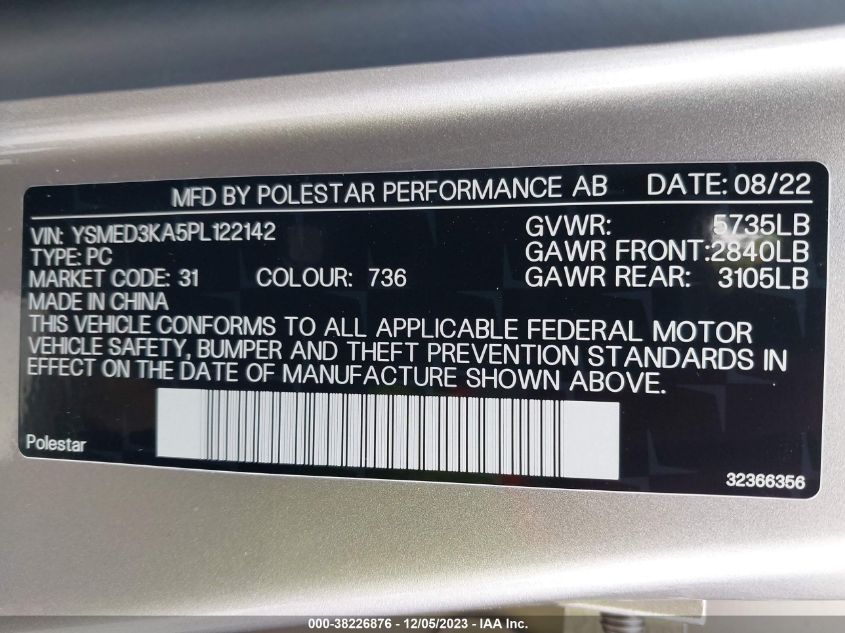 MFD BY POLESTAR PERFORMANCE AB DATE: 08/22
VIN: YSMED3KA5PL122142 GVWR: 5735LB
TYPE: PC GAWR FRONT: 2840LB
MARKET CODE: 31 COLOUR: 736 GAWR REAR: 3105LB
MADE IN CHINA
THIS VEHICLE CONFORMS TO ALL APPLICABLE FEDERAL MOTOR
VEHICLE SAFETY, BUMPER AND THEFT PREVENTION STANDARDS IN
EFFECT ON THE DATE OF MANUFACTURE SHOWN ABOVE.
Polestar
32366356
000-38226876 - 12/05/2023 - IAA Inc.